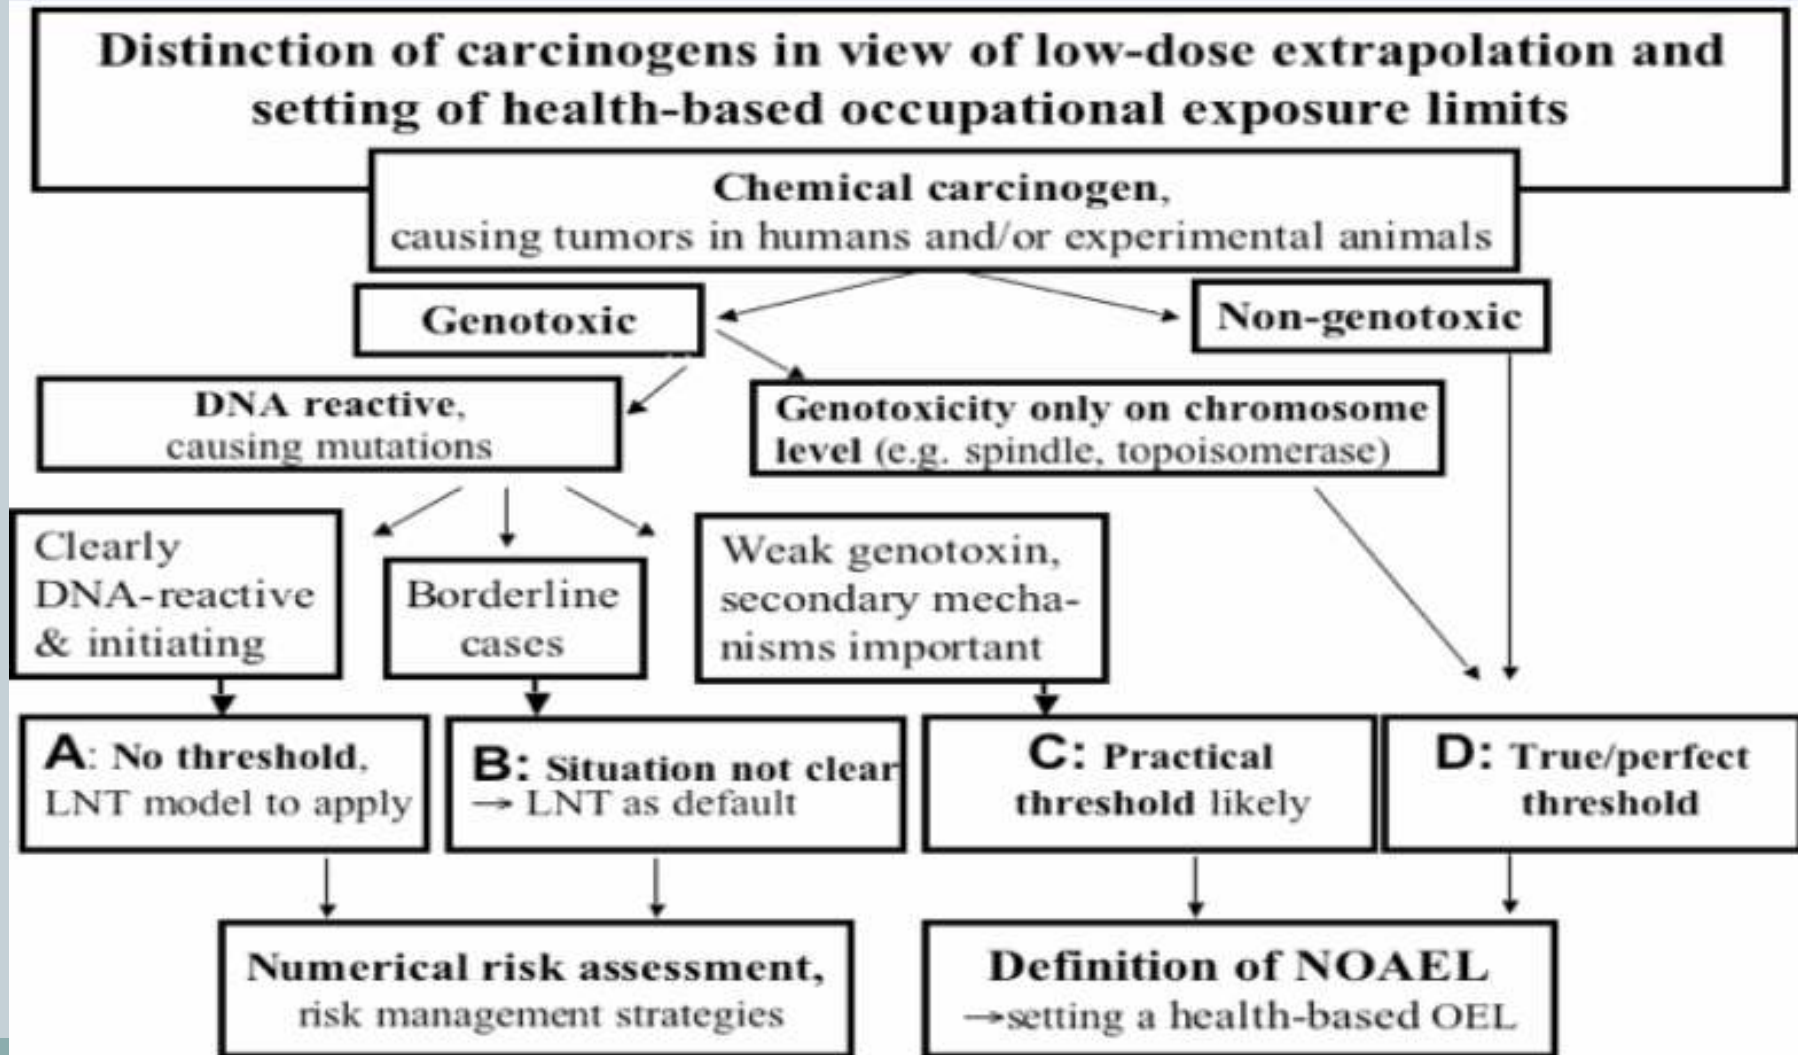 Distinction of carcinogens in view of low-dose extrapolation and
setting of health-based occupational exposure limits
Chemical carcinogen,
causing tumors in humans and/or experimental animals
Genotoxic
Non-genotoxic
DNA reactive,
causing mutations
Genotoxicity only on chromosome
level (e.g. spindle, topoisomerase)
Clearly
DNA-reactive
& initiating
Borderline
cases
Weak genotoxin,
secondary mecha-
nisms important
A: No threshold,
LNT model to apply
B: Situation not clear
→ LNT as default
C: Practical
threshold likely
D: True/perfect
threshold
Numerical risk assessment,
risk management strategies
Definition of NOAEL
→setting a health-based OEL